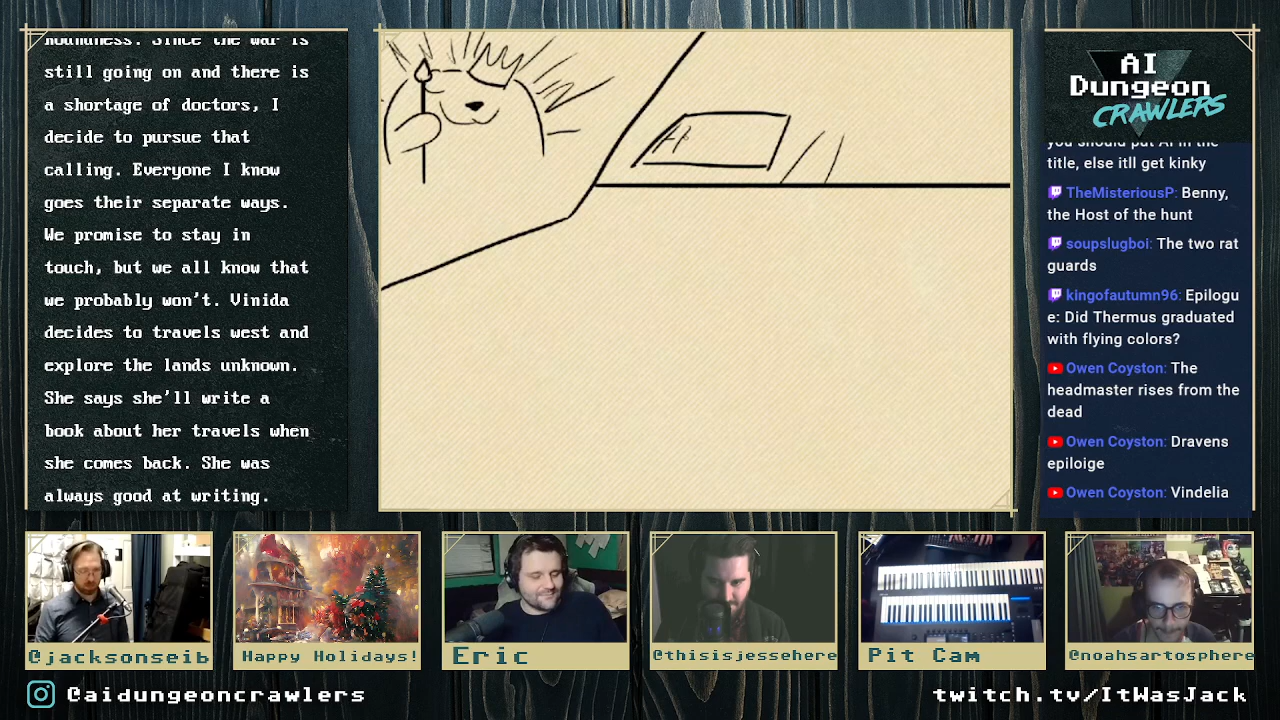 roundness. Since the war is
still going on and there is
a shortage of doctors, I
decide to pursue that
calling. Everyone I know
goes their separate ways.
We promise to stay in
touch, but we all know that
we probably won't. Vinida
decides to travels west and
explore the lands unknown.
She says she'll write a
book about her travels when
she comes back. She was
always good at writing.
AI
Dungeon
CRAWLERS
you should put AI in the
title, else itll get kinky
TheMisteriousP: Benny,
the Host of the hunt
soupslugboi: The two rat
guards
kingofautumn96: Epilogu
e: Did Thermus graduated
with flying colors?
Owen Coyston: The
headmaster rises from the
dead
Owen Coyston: Dravens
epiloige
Owen Coyston: Vindelia
@jacksonseib
Happy Holidays!
Eric
@thisisjessehere
Pit Cam
@noahsartosphere
@aidungeoncrawlers
twitch.tv/ItWasJack